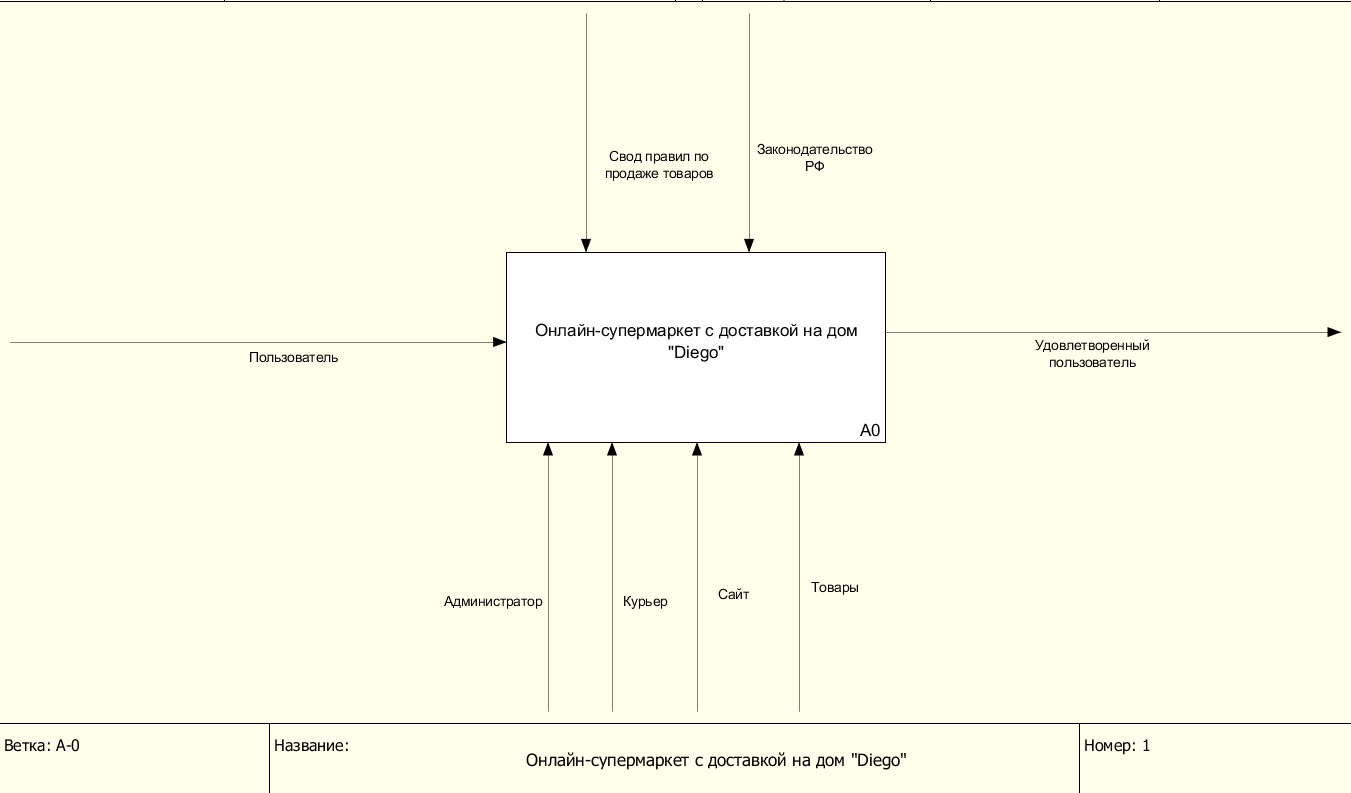 Свод правил по
продаже товаров
Законодательство
РФ
Онлайн-супермаркет с доставкой на дом
"Diego"
A0
Пользователь
Удовлетворенный
пользователь
Администратор
Курьер
Сайт
Товары
Ветка: A-0
Название:
Онлайн-супермаркет с доставкой на дом "Diego"
Номер: 1